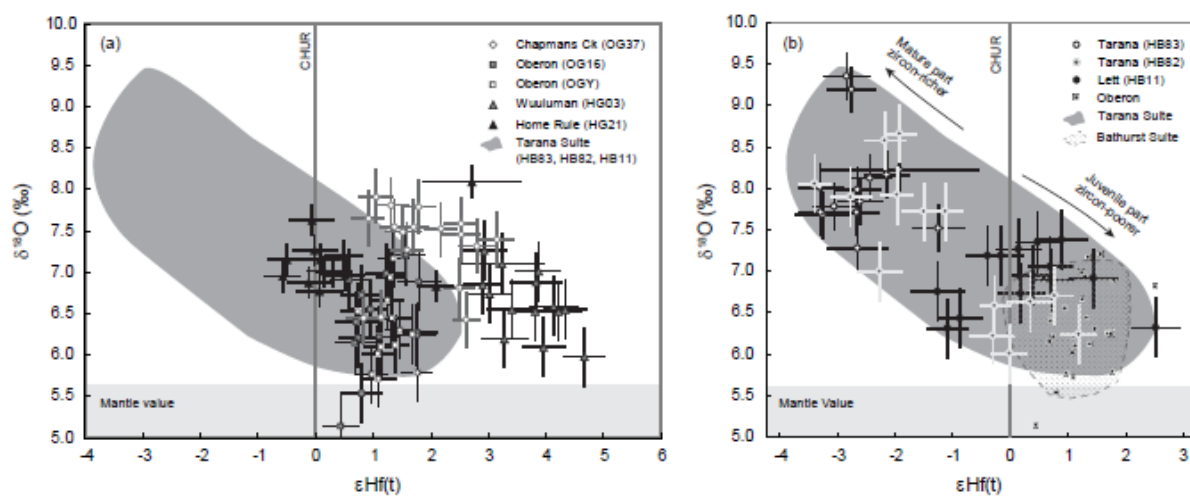 (a)
CHUR
Chapmans Ck (OG37)
Oberon (OG16)
Oberon (OGY)
Wuuluman (HG03)
Home Rule (HG21)
Tarana Suite
(HB83, HB82, HB11)
Mantle value
δ¹⁸O (‰)
10.0
9.5
9.0
8.5
8.0
7.5
7.0
6.5
6.0
5.5
5.0
-4 -3 -2 -1 0 1 2 3 4 5 6
εHf(t)
(b)
CHUR
Mature part
zircon-richer
Juvenile part
zircon-poorer
Tarana (HB83)
Tarana (HB82)
Lett (HB11)
Oberon
Tarana Suite
Bathurst Suite
Mantle Value
δ¹⁸O (‰)
10.0
9.5
9.0
8.5
8.0
7.5
7.0
6.5
6.0
5.5
5.0
-4 -3 -2 -1 0 1 2 3
εHf(t)